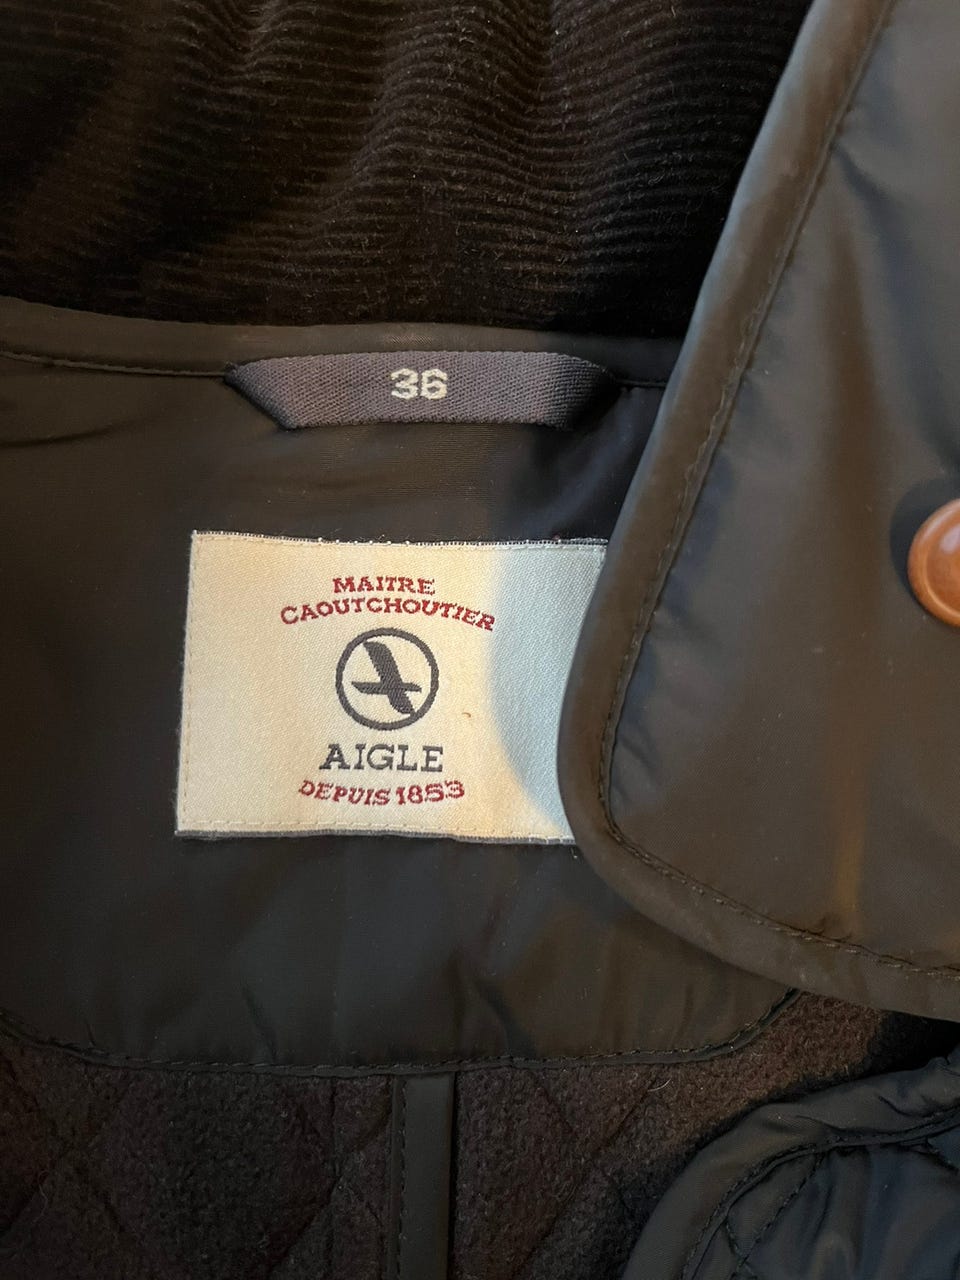 36
MAITRE
CAOUTCHOUTIER
AIGLE
DEPUIS 1853